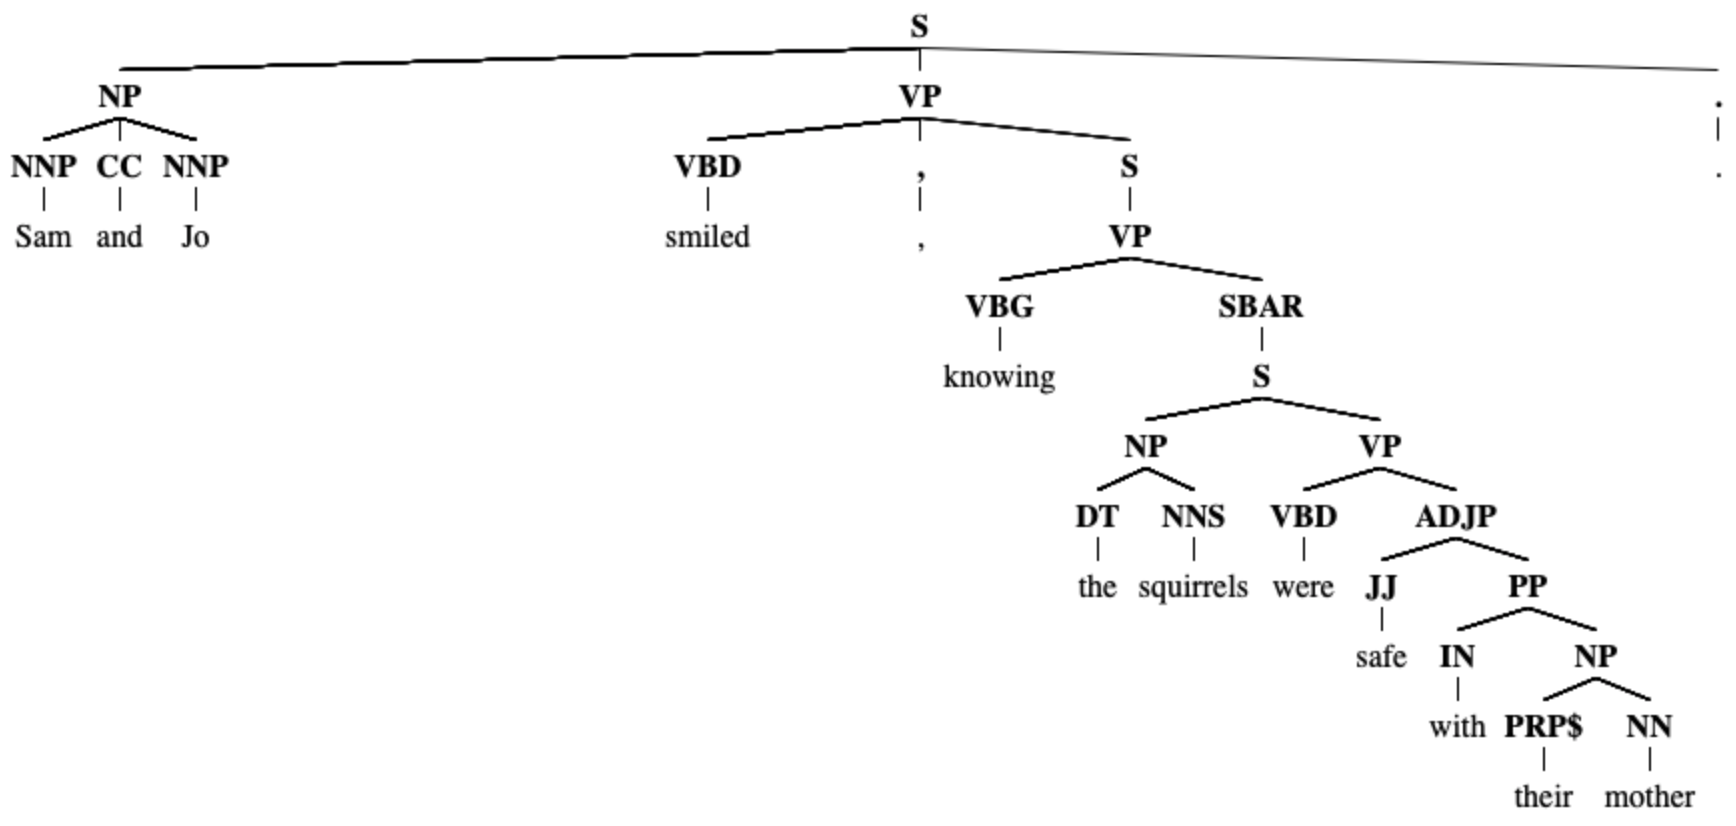 S
NP VP .
NNP CC NNP VBD , S .
Sam and Jo smiled , VP
VBG SBAR
knowing S
NP VP
DT NNS VBD ADJP
the squirrels were JJ PP
safe IN NP
with PRP$ NN
their mother